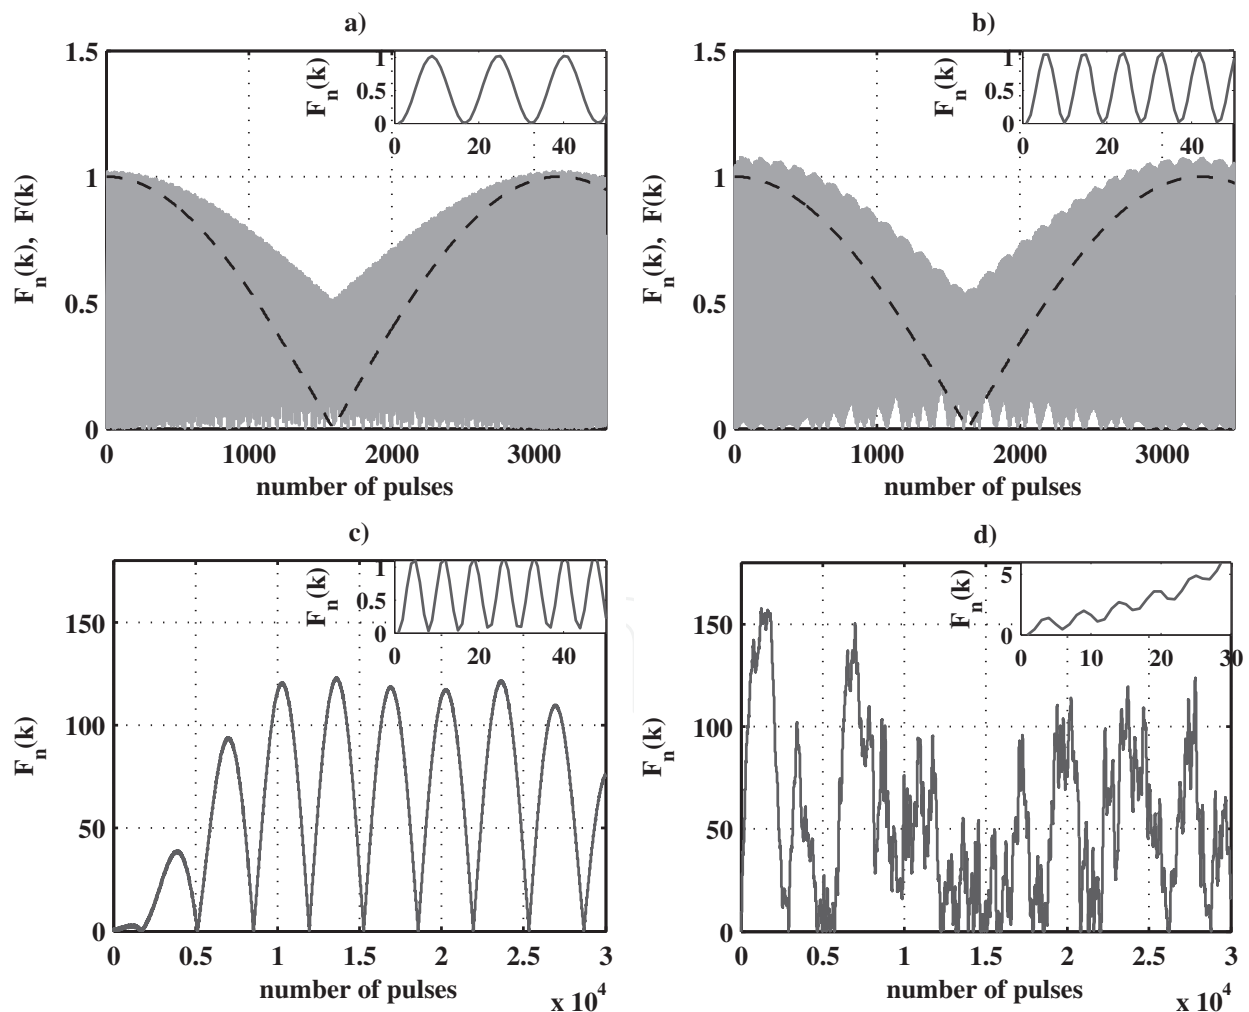 a)
1.5
1
0.5
0
F_n(k), F(k)
0 1000 2000 3000
number of pulses
F_n(k)
1
0.5
0
0 20 40
b)
1.5
1
0.5
0
F_n(k), F(k)
0 1000 2000 3000
number of pulses
F_n(k)
1
0.5
0
0 20 40
c)
150
100
50
0
F_n(k)
0 0.5 1 1.5 2 2.5 3
number of pulses
x 10^4
F_n(k)
1
0.5
0
0 20 40
d)
150
100
50
0
F_n(k)
0 0.5 1 1.5 2 2.5 3
number of pulses
x 10^4
F_n(k)
5
0
0 10 20 30